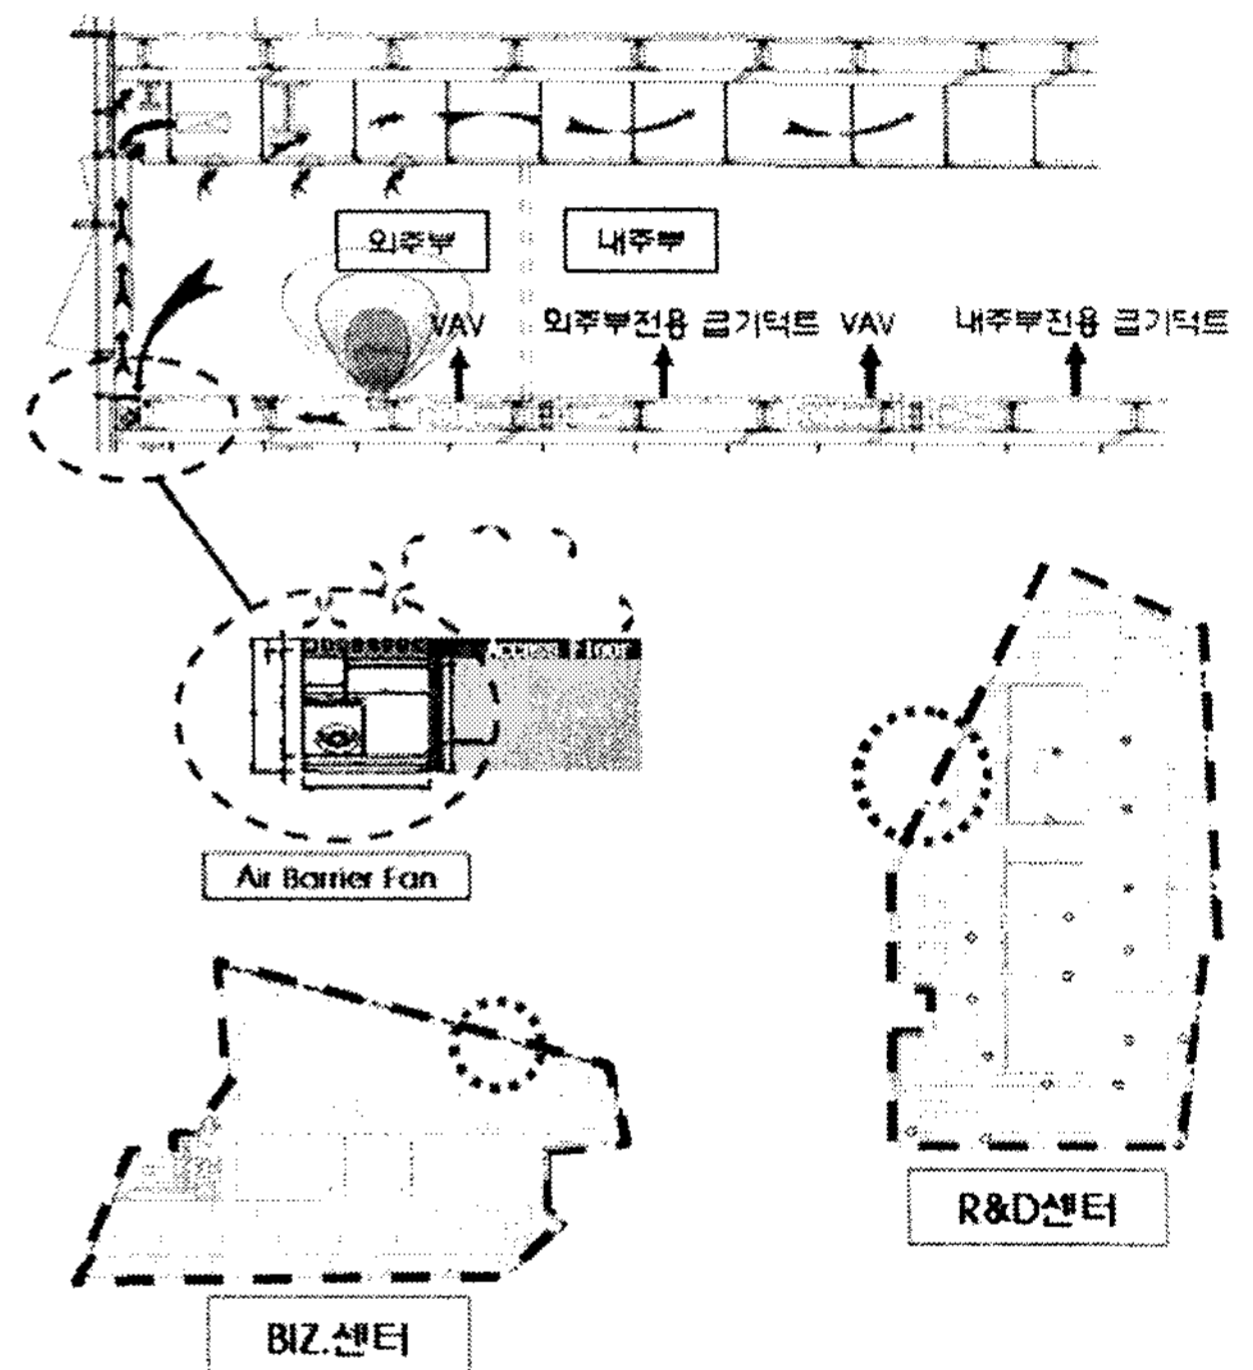 외주부
내주부
VAV
외주부전용 급기덕트
VAV
내주부전용 급기덕트
Access Floor
Air Barrier Fan
R&D센터
BIZ.센터